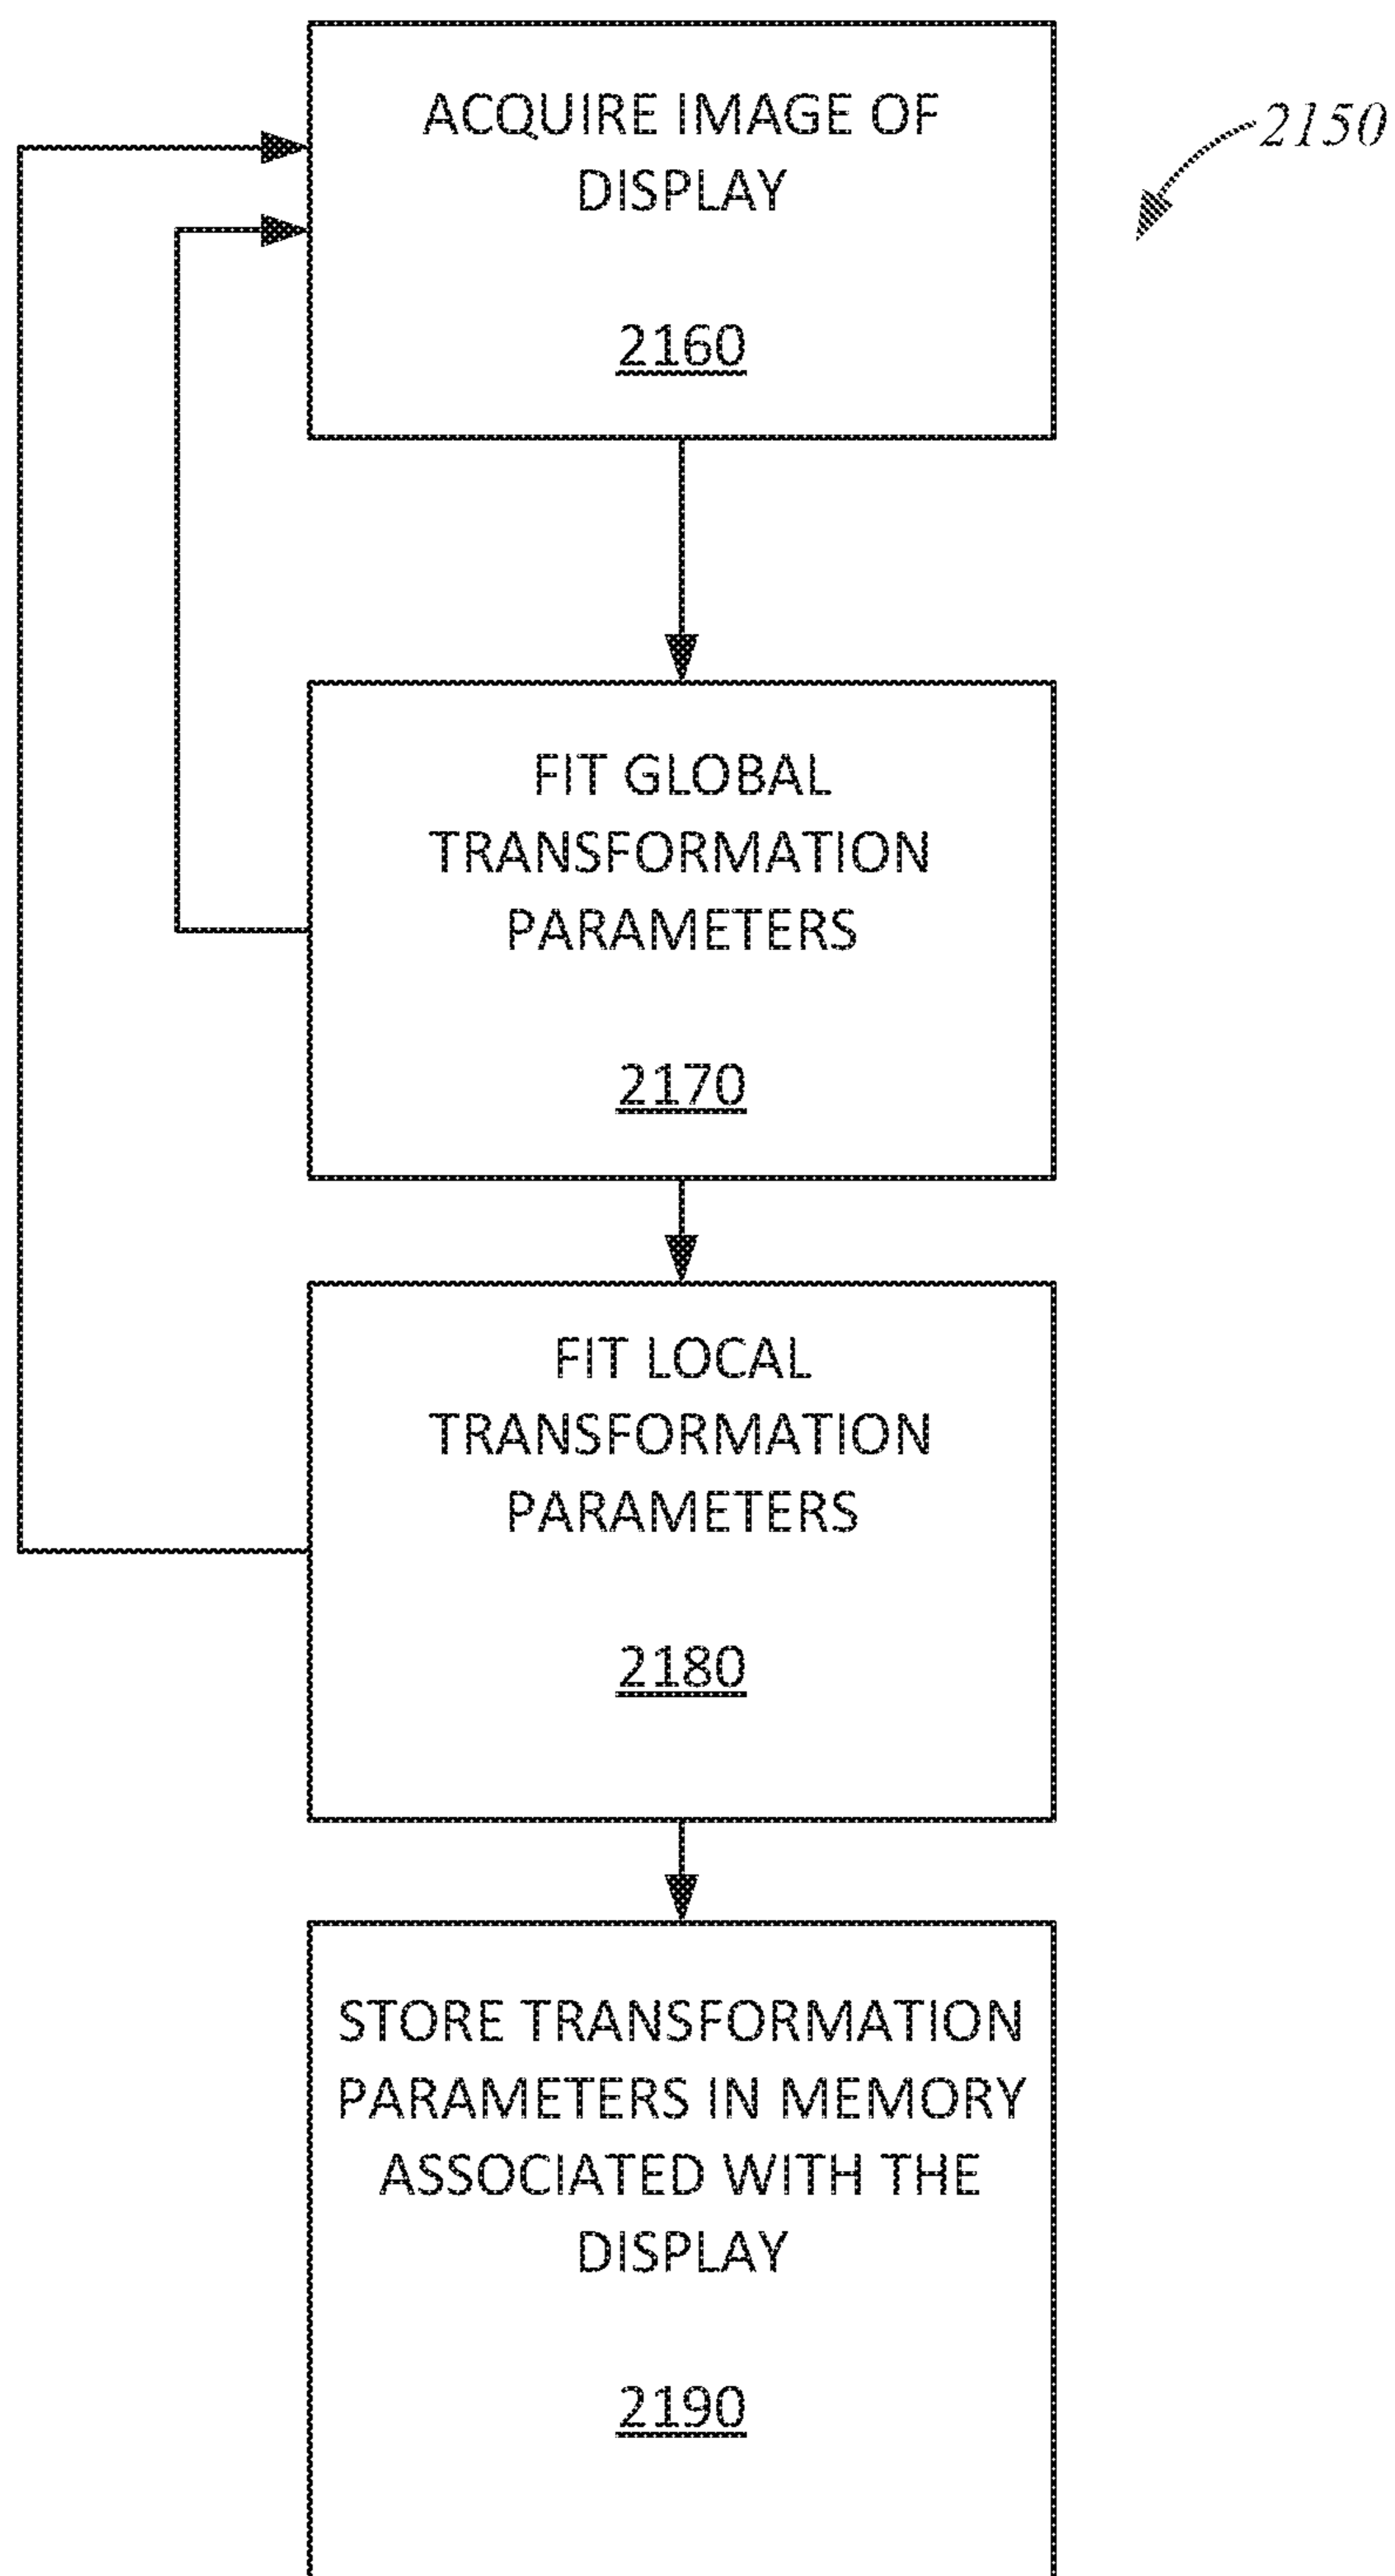 ACQUIRE IMAGE OF
DISPLAY
2160
2150
FIT GLOBAL
TRANSFORMATION
PARAMETERS
2170
FIT LOCAL
TRANSFORMATION
PARAMETERS
2180
STORE TRANSFORMATION
PARAMETERS IN MEMORY
ASSOCIATED WITH THE
DISPLAY
2190